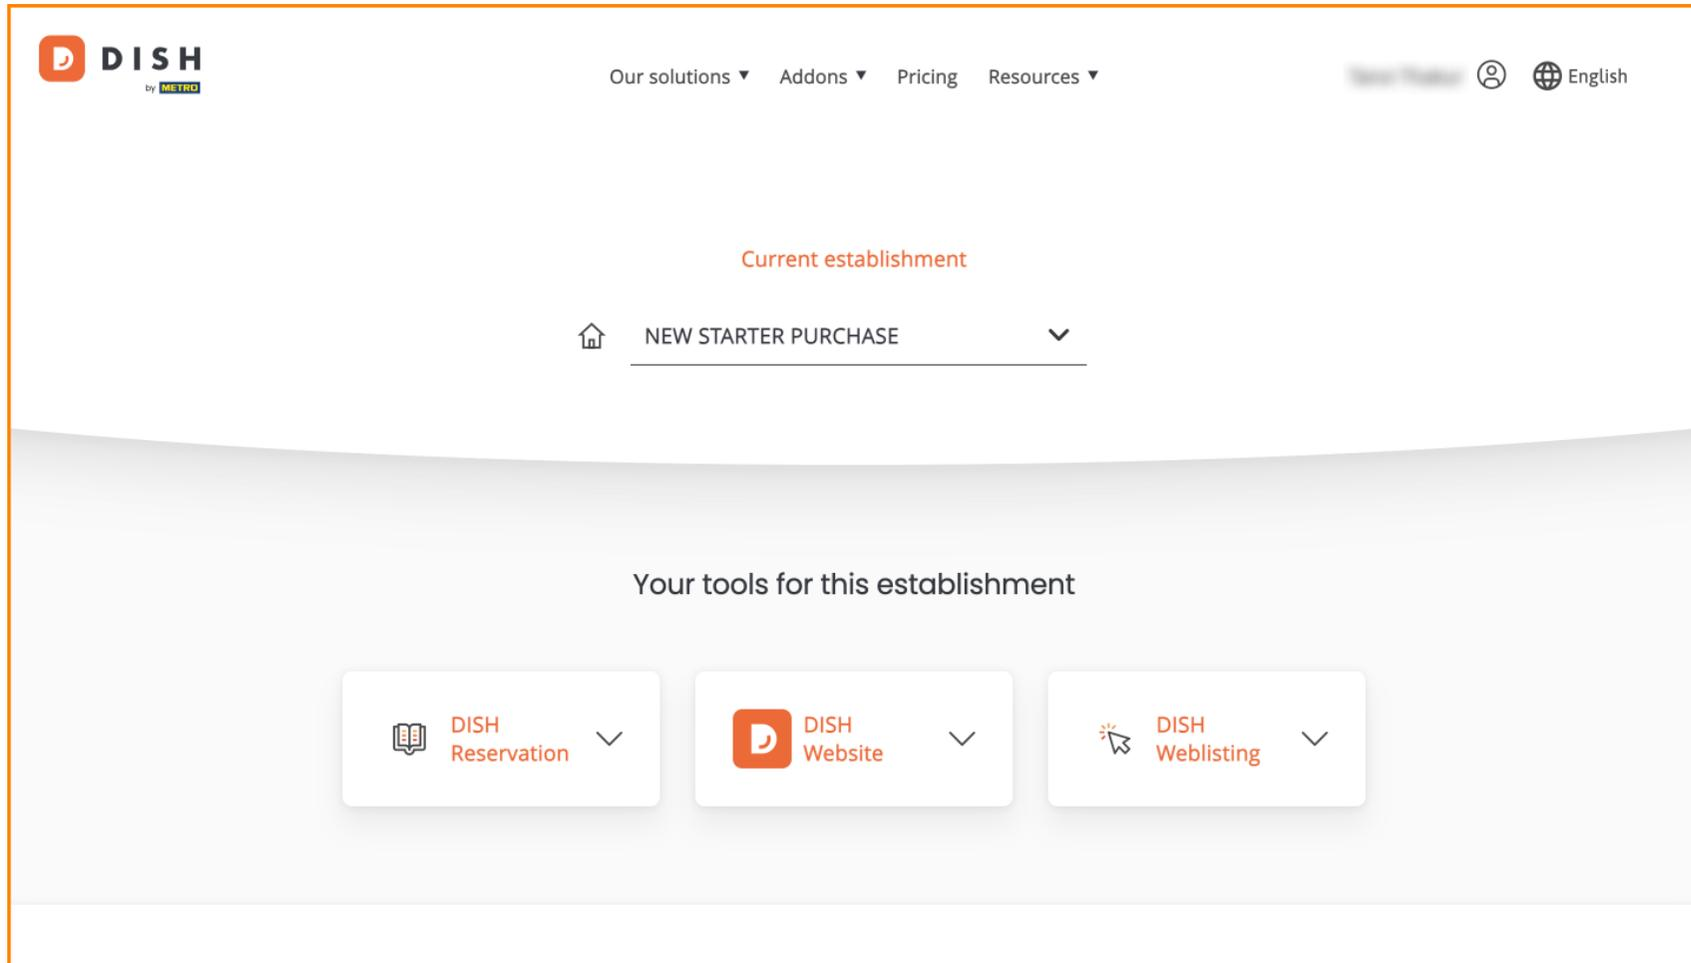 DISH
by METRO
Our solutions ▼ Addons ▼ Pricing Resources ▼ English
Current establishment
NEW STARTER PURCHASE
Your tools for this establishment
DISH
Reservation
DISH
Website
DISH
Weblisting